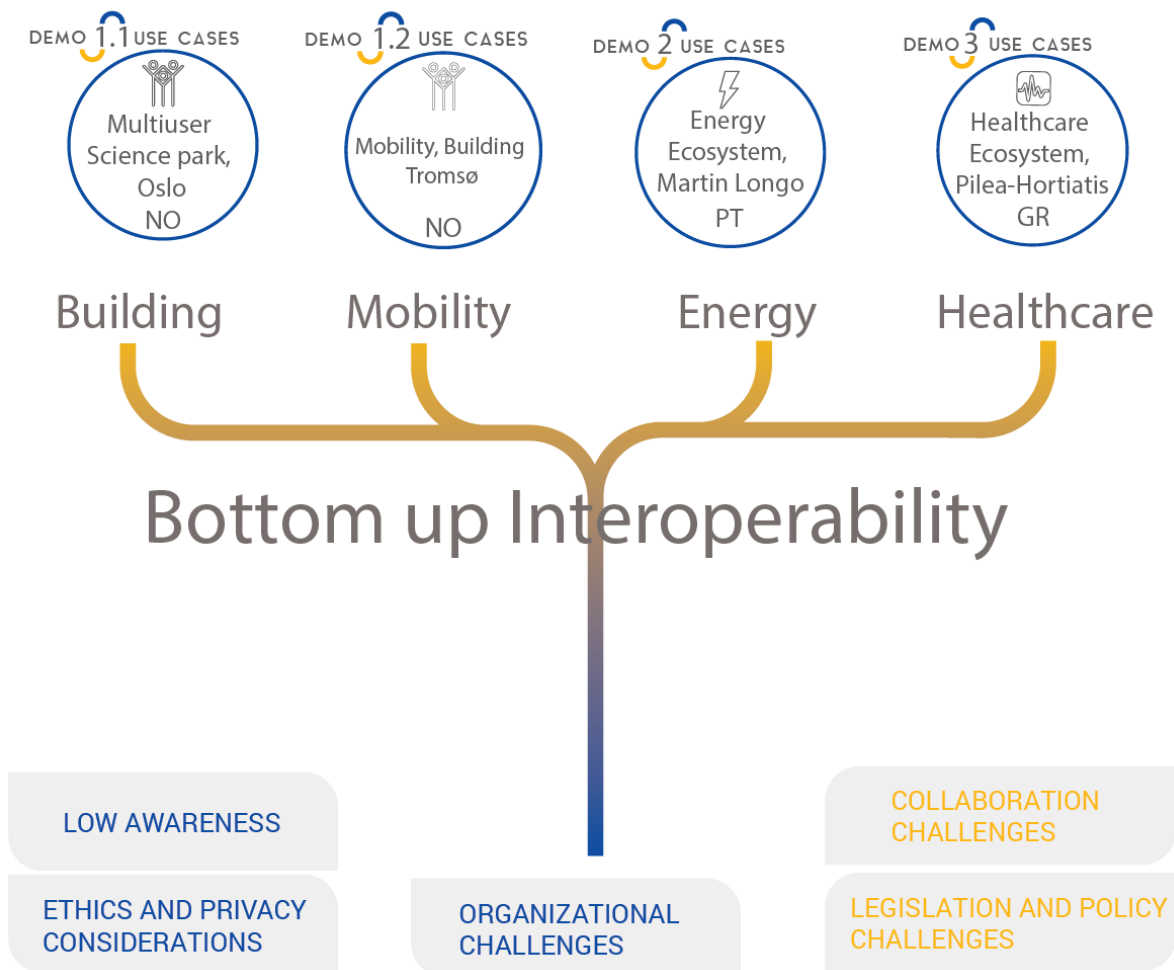 DEMO 1.1 USE CASES
Multiuser
Science park,
Oslo
NO
DEMO 1.2 USE CASES
Mobility, Building
Tromsø
NO
DEMO 2 USE CASES
Energy
Ecosystem,
Martin Longo
PT
DEMO 3 USE CASES
Healthcare
Ecosystem,
Pilea-Hortiatis
GR
Building
Mobility
Energy
Healthcare
Bottom up Interoperability
LOW AWARENESS
ETHICS AND PRIVACY
CONSIDERATIONS
ORGANIZATIONAL
CHALLENGES
COLLABORATION
CHALLENGES
LEGISLATION AND POLICY
CHALLENGES